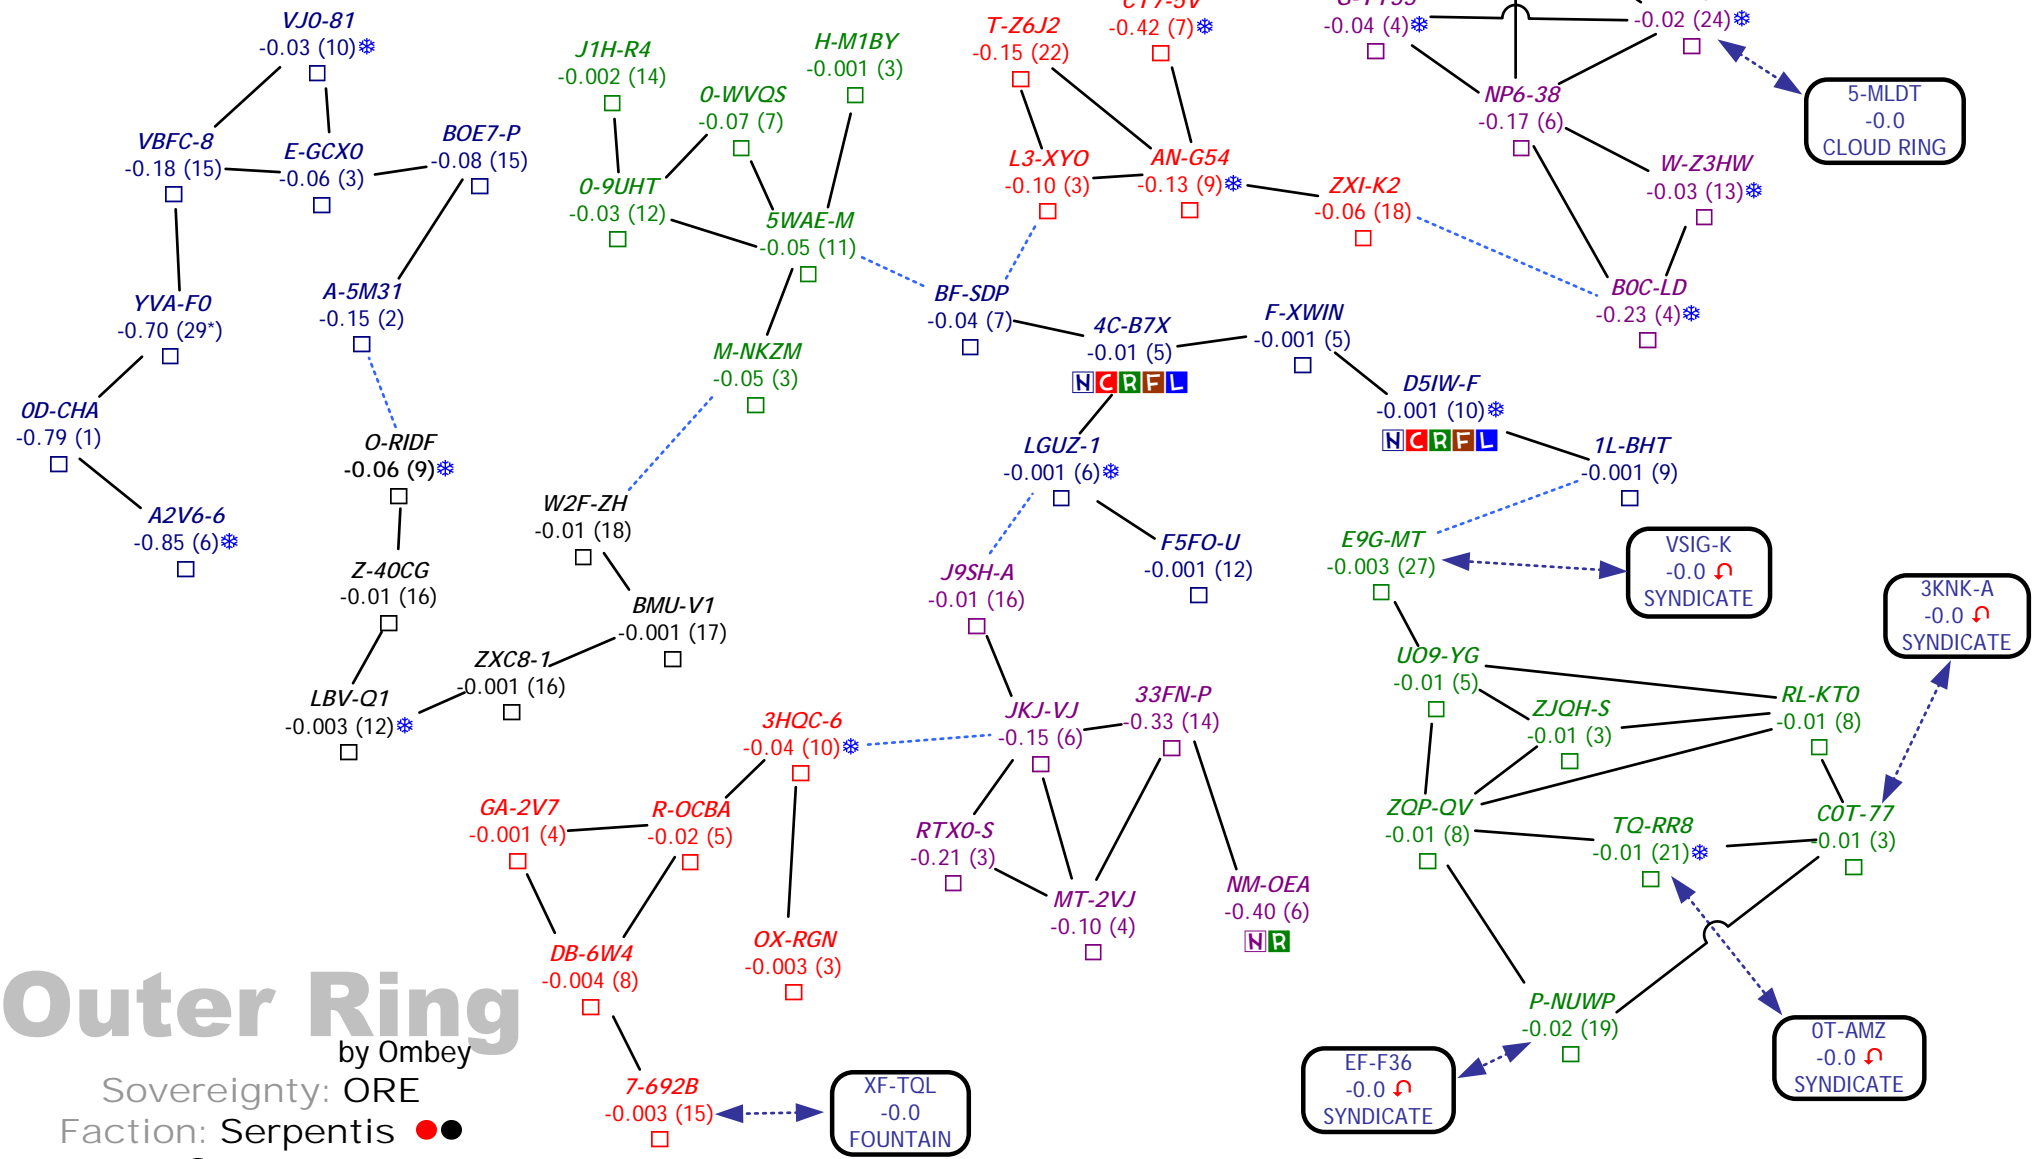 VJ0-81
-0.03 (10)
VBFC-8
-0.18 (15)
E-GCX0
-0.06 (3)
BOE7-P
-0.08 (15)
YVA-F0
-0.70 (29*)
A-5M31
-0.15 (2)
0D-CHA
-0.79 (1)
A2V6-6
-0.85 (6)
O-RIDF
-0.06 (9)
Z-40CG
-0.01 (16)
LBV-Q1
-0.003 (12)
ZXC8-1
-0.001 (16)
BMU-V1
-0.001 (17)
W2F-ZH
-0.01 (18)
J1H-R4
-0.002 (14)
0-WVQS
-0.07 (7)
H-M1BY
-0.001 (3)
0-9UHT
-0.03 (12)
5WAE-M
-0.05 (11)
M-NKZM
-0.05 (3)
T-Z6J2
-0.15 (22)
-0.42 (7)
L3-XYO
-0.10 (3)
AN-G54
-0.13 (9)
ZXI-K2
-0.06 (18)
-0.04 (4)
-0.02 (24)
NP6-38
-0.17 (6)
5-MLDT
-0.0
CLOUD RING
W-Z3HW
-0.03 (13)
B0C-LD
-0.23 (4)
BF-SDP
-0.04 (7)
4C-B7X
-0.01 (5)
N C R F L
F-XWIN
-0.001 (5)
D5IW-F
-0.001 (10)
N C R F L
1L-BHT
-0.001 (9)
LGUZ-1
-0.001 (6)
F5FO-U
-0.001 (12)
J9SH-A
-0.01 (16)
JKJ-VJ
-0.15 (6)
33FN-P
-0.33 (14)
RTX0-S
-0.21 (3)
MT-2VJ
-0.10 (4)
NM-OEA
-0.40 (6)
N R
3HQC-6
-0.04 (10)
GA-2V7
-0.001 (4)
R-OCBA
-0.02 (5)
DB-6W4
-0.004 (8)
OX-RGN
-0.003 (3)
7-692B
-0.003 (15)
XF-TQL
-0.0
FOUNTAIN
E9G-MT
-0.003 (27)
VSIG-K
-0.0
SYNDICATE
3KNK-A
-0.0
SYNDICATE
UO9-YG
-0.01 (5)
ZJQH-S
-0.01 (3)
RL-KT0
-0.01 (8)
ZQP-QV
-0.01 (8)
TQ-RR8
-0.01 (21)
C0T-77
-0.01 (3)
P-NUWP
-0.02 (19)
EF-F36
-0.0
SYNDICATE
0T-AMZ
-0.0
SYNDICATE
Outer Ring
by Ombey
Sovereignty: ORE
Faction: Serpentis